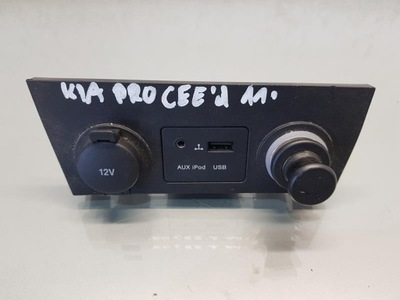 KIA PRO CEE'd 11.
12V
AUX iPod USB